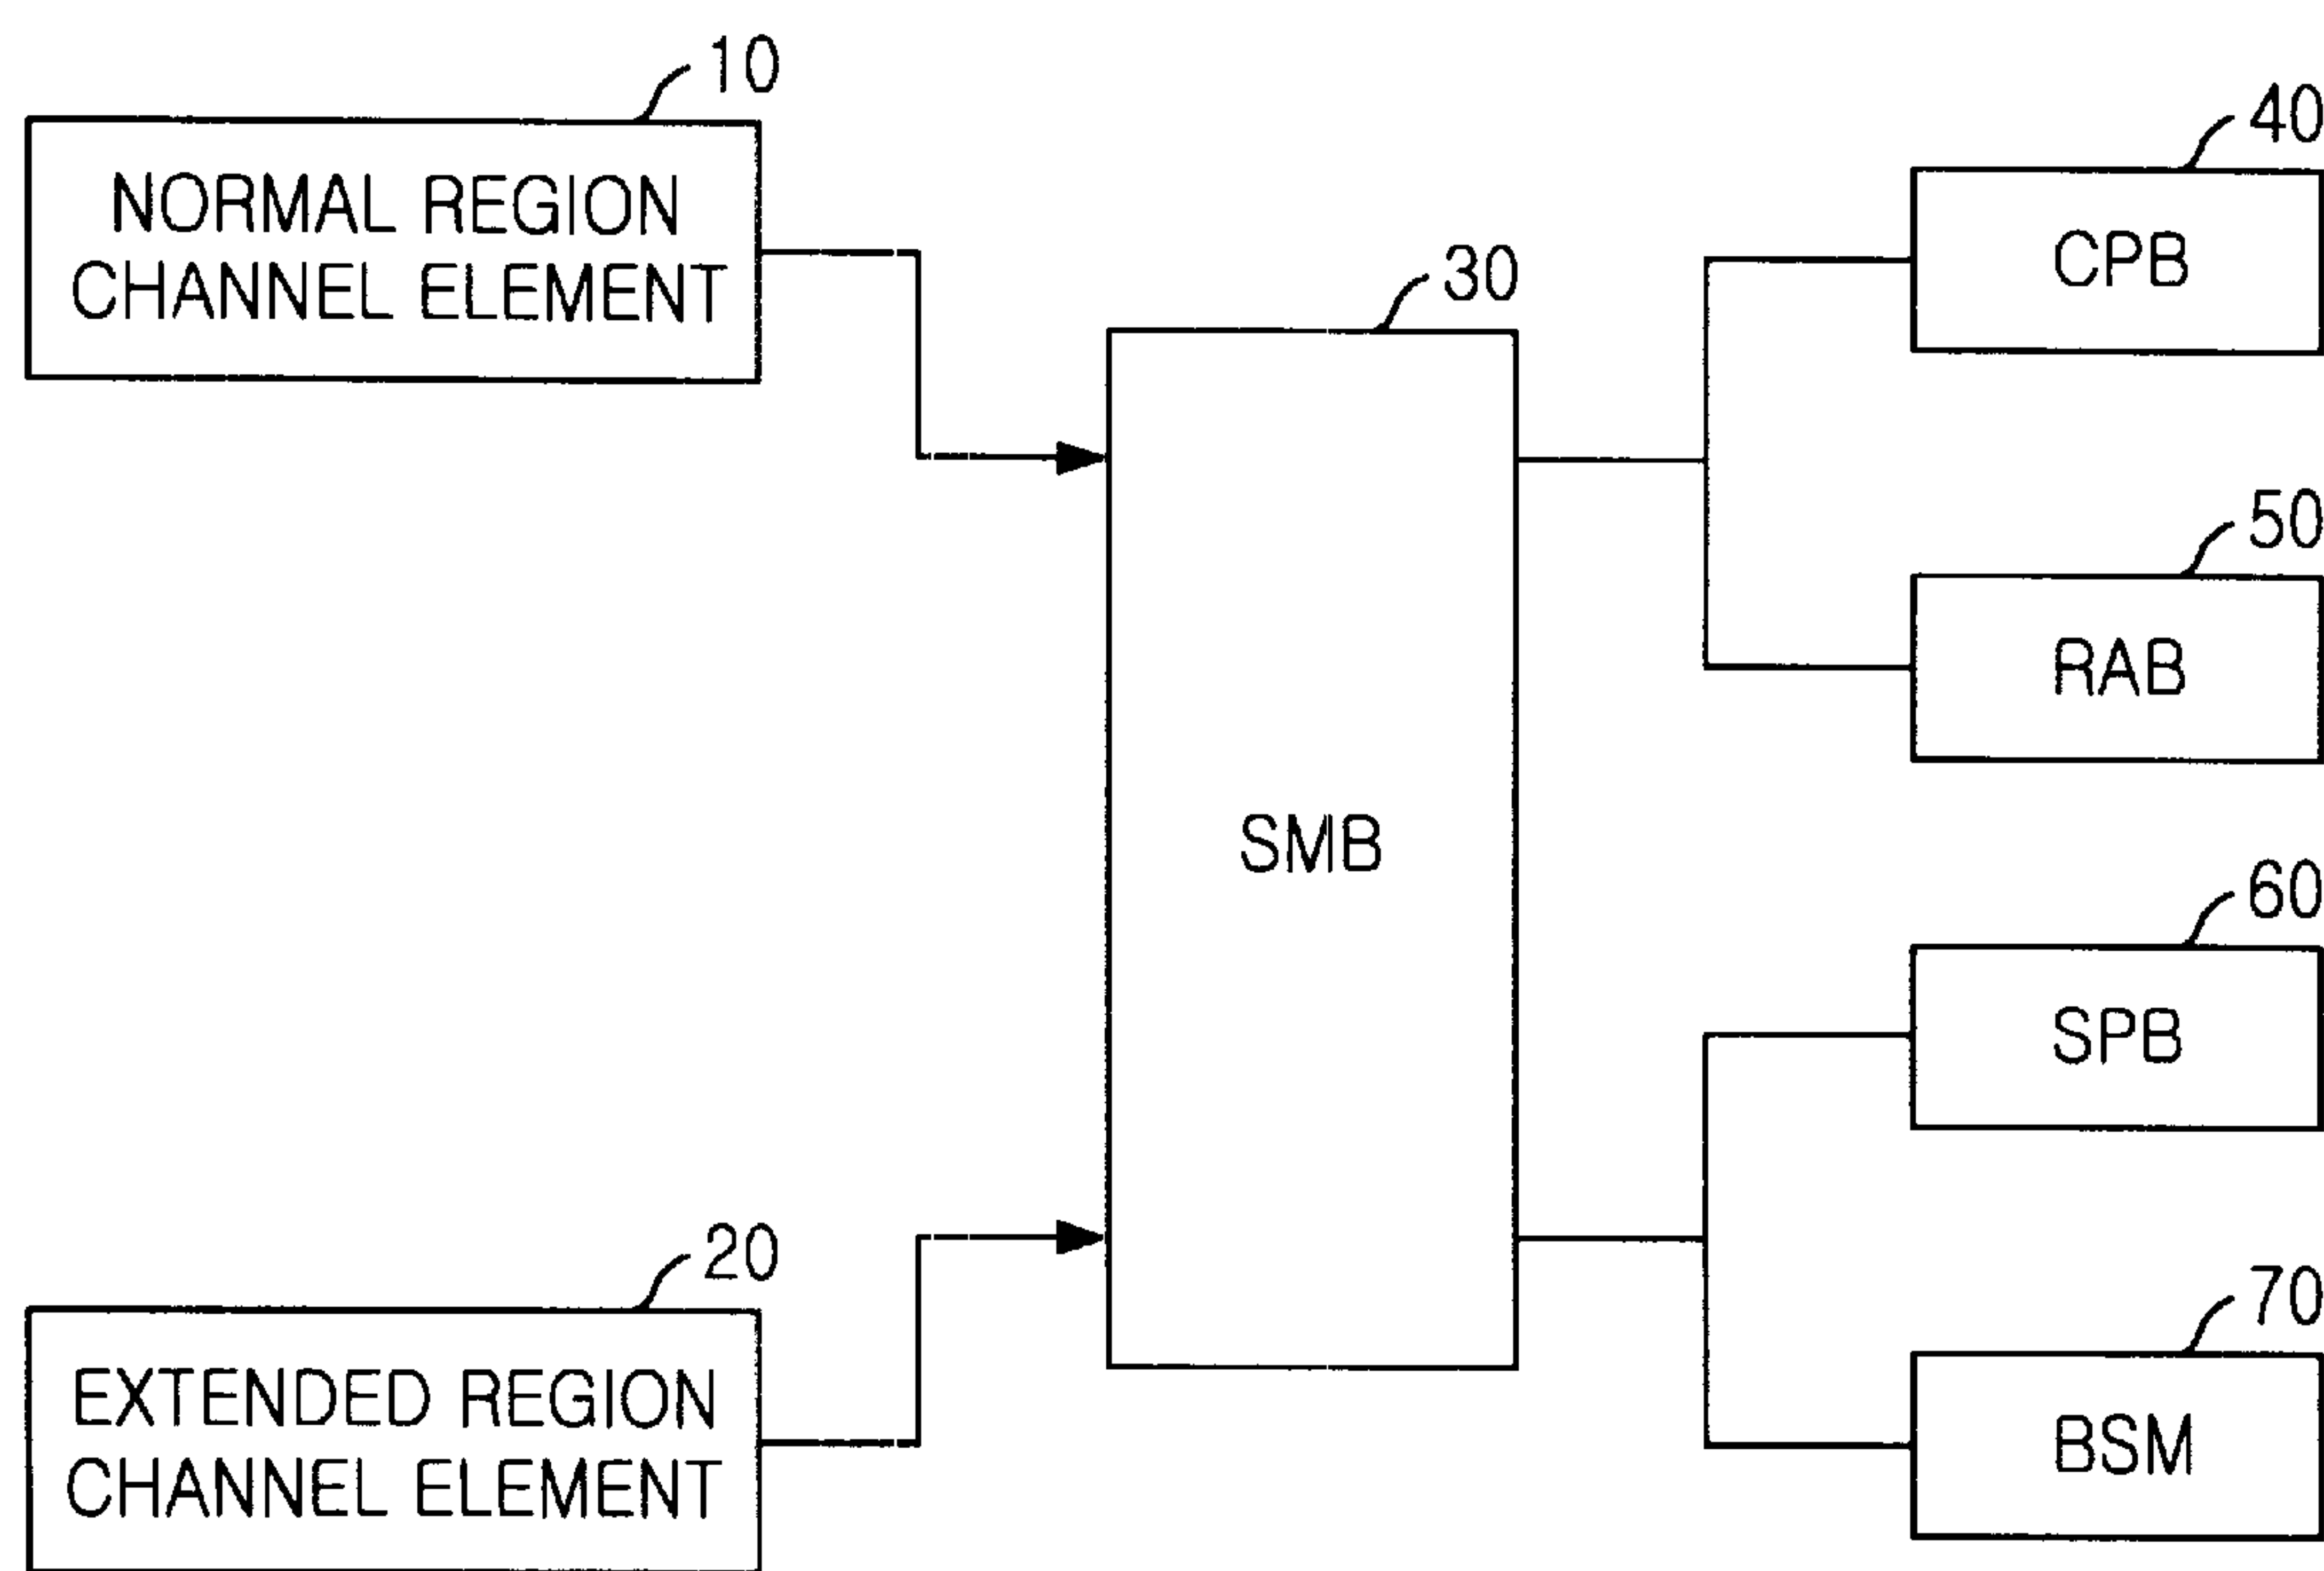 10
NORMAL REGION
CHANNEL ELEMENT
20
EXTENDED REGION
CHANNEL ELEMENT
30
SMB
40
CPB
50
RAB
60
SPB
70
BSM